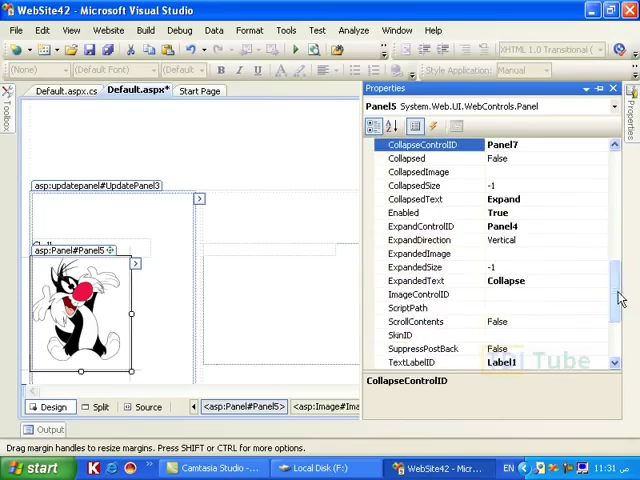 WebSite42 - Microsoft Visual Studio
File Edit View Website Build Debug Data Format Tools Test Analyze Window Help
XHTML 1.0 Transitional (
(None) (Default Font) (Default Style Application: Manual
Default.aspx.cs Default.aspx* Start Page
Toolbox
Properties
Panel5 System.Web.UI.WebControls.Panel
Properties
CollapseControlID Panel7
Collapsed False
CollapsedImage
CollapsedSize -1
CollapsedText Expand
Enabled True
ExpandControlID Panel4
ExpandDirection Vertical
ExpandedImage
ExpandedSize -1
ExpandedText Collapse
ImageControlID
ScriptPath
ScrollContents False
SkinID
SuppressPostBack False
TextLabelID Label1
CollapseControlID
asp:updatepanel#UpdatePanel3
asp:Panel#Panel5
Tube
Design Split Source <asp:Panel#Panel5> <asp:Image#Ima
Output
Drag margin handles to resize margins. Press SHIFT or CTRL for more options.
start Camtasia Studio - ... Local Disk (F:) WebSite42 - Micr... EN 11:31 ص